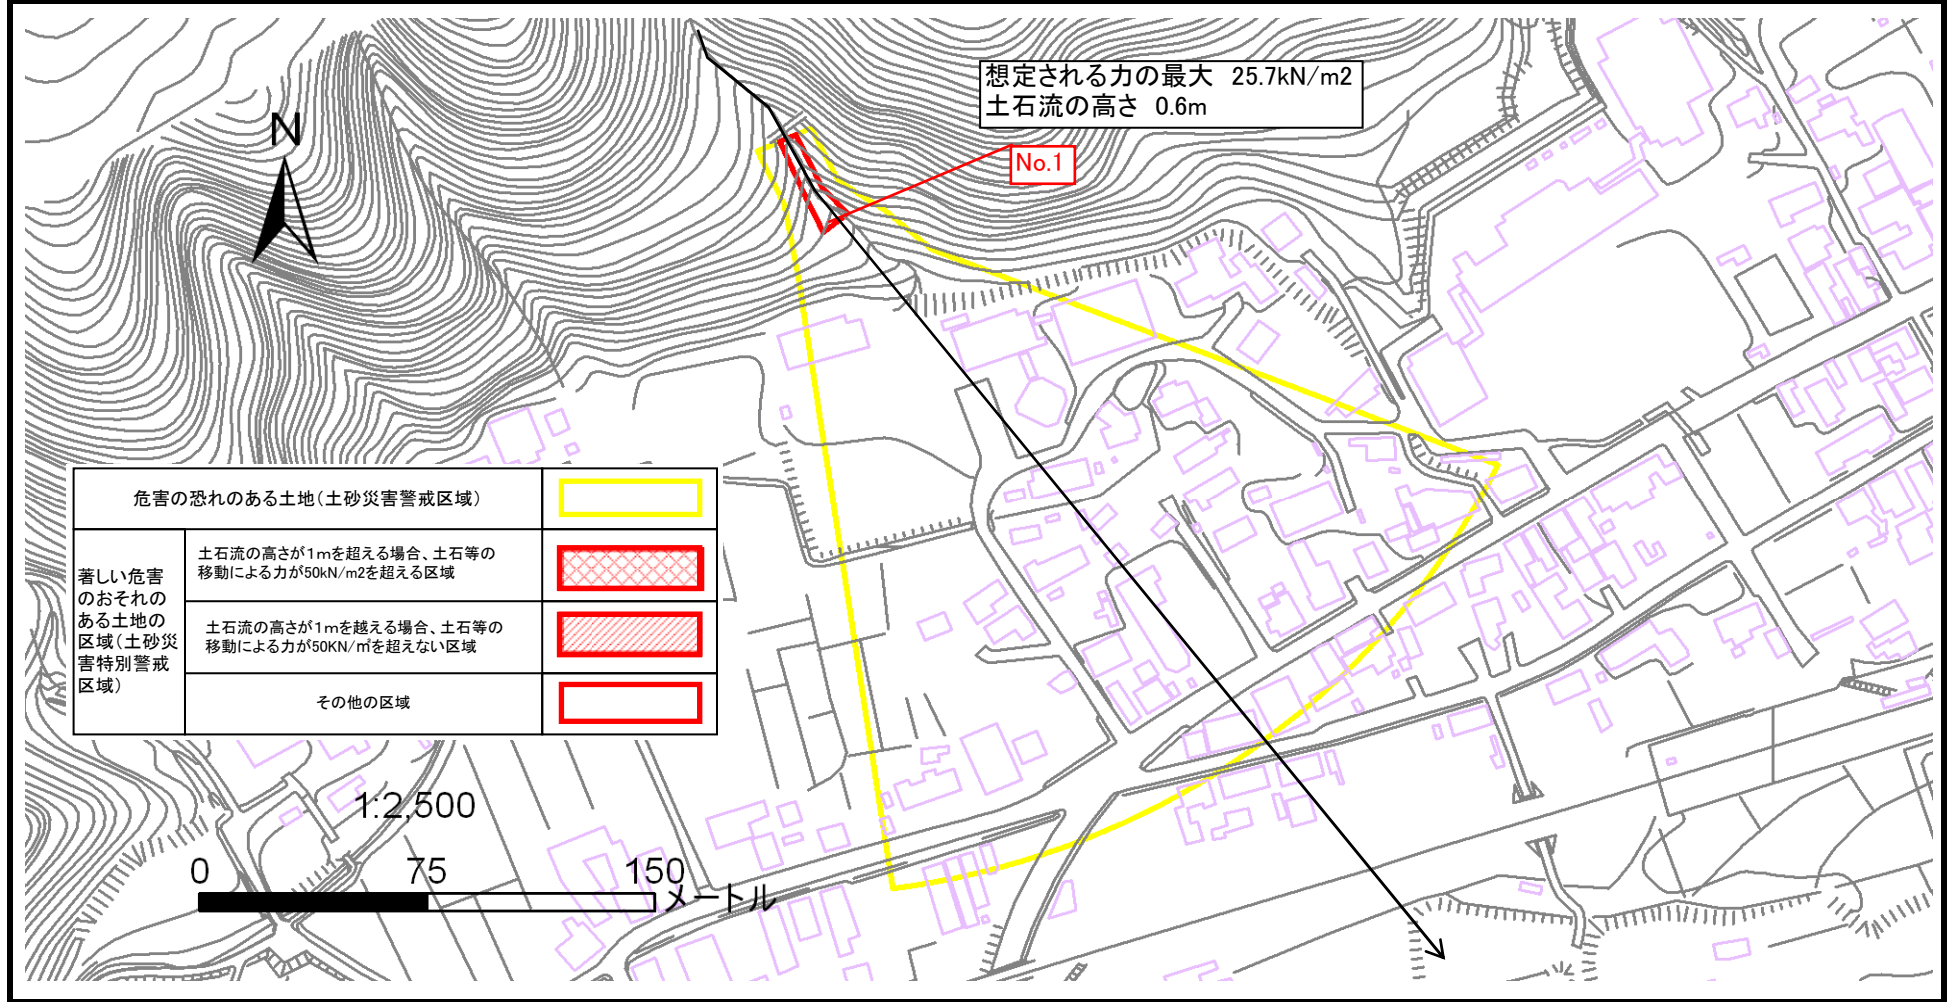 想定される力の最大 25.7kN/m2
土石流の高さ 0.6m
N
No.1
危害の恐れのある土地(土砂災害警戒区域)
著しい危害
のおそれの
ある土地の
区域(土砂災
害特別警戒
区域)
土石流の高さが1mを超える場合、土石等の
移動による力が50kN/m2を超える区域
土石流の高さが1mを越える場合、土石等の
移動による力が50KN/㎡を超えない区域
その他の区域
1:2,500
0 75 150
メートル